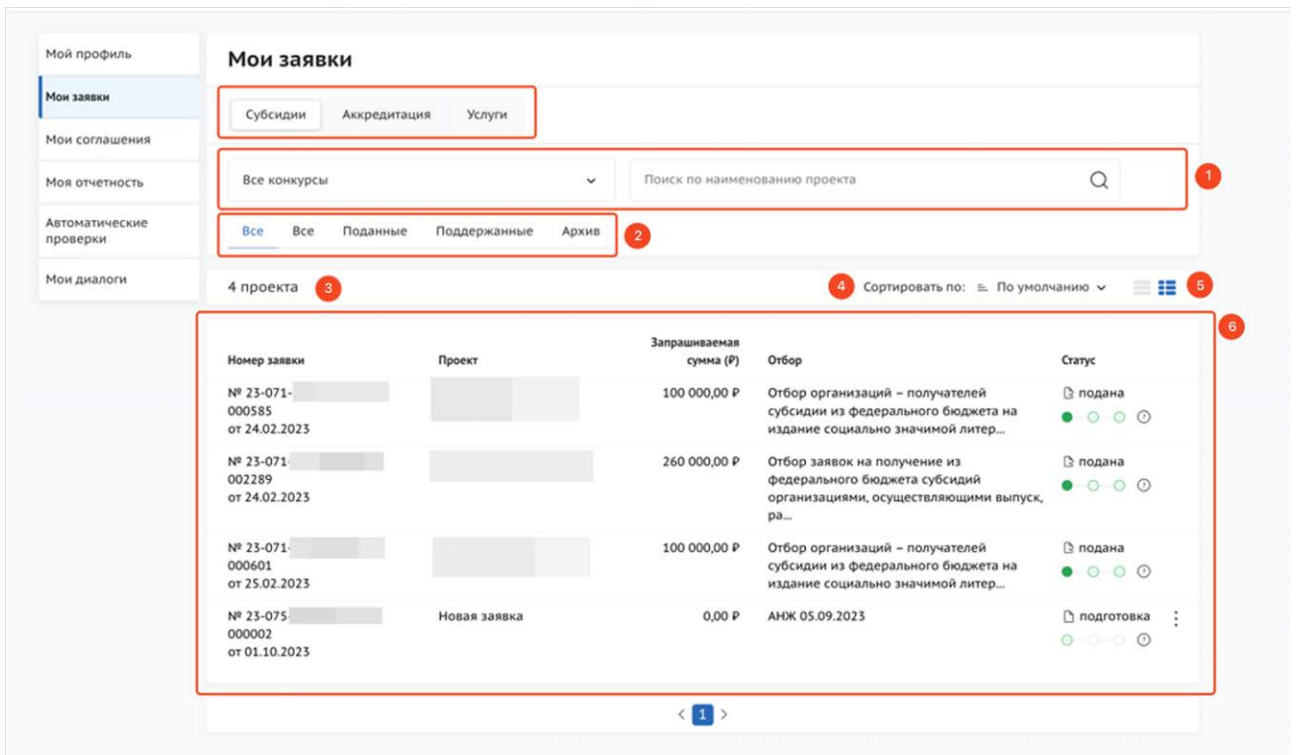 Мой профиль
Мои заявки
Мои соглашения
Моя отчетность
Автоматические
проверки
Мои диалоги
Мои заявки
Субсидии Аккредитация Услуги
Все конкурсы Поиск по наименованию проекта 1
Все Все Поданные Поддержанные Архив 2
4 проекта 3 4 Сортировать по: По умолчанию 5
6
Запрашиваемая
Номер заявки Проект сумма (₽) Отбор Статус
№ 23-071- 100 000,00 ₽ Отбор организаций – получателей подана
000585 субсидии из федерального бюджета на
от 24.02.2023 издание социально значимой литер... ?
№ 23-071- 260 000,00 ₽ Отбор заявок на получение из подана
002289 федерального бюджета субсидий
от 24.02.2023 организациями, осуществляющими выпуск, ?
ра...
№ 23-071- 100 000,00 ₽ Отбор организаций – получателей подана
000601 субсидии из федерального бюджета на
от 25.02.2023 издание социально значимой литер... ?
№ 23-075- Новая заявка 0,00 ₽ АНЖ 05.09.2023 подготовка
000002 ?
от 01.10.2023
< 1 >